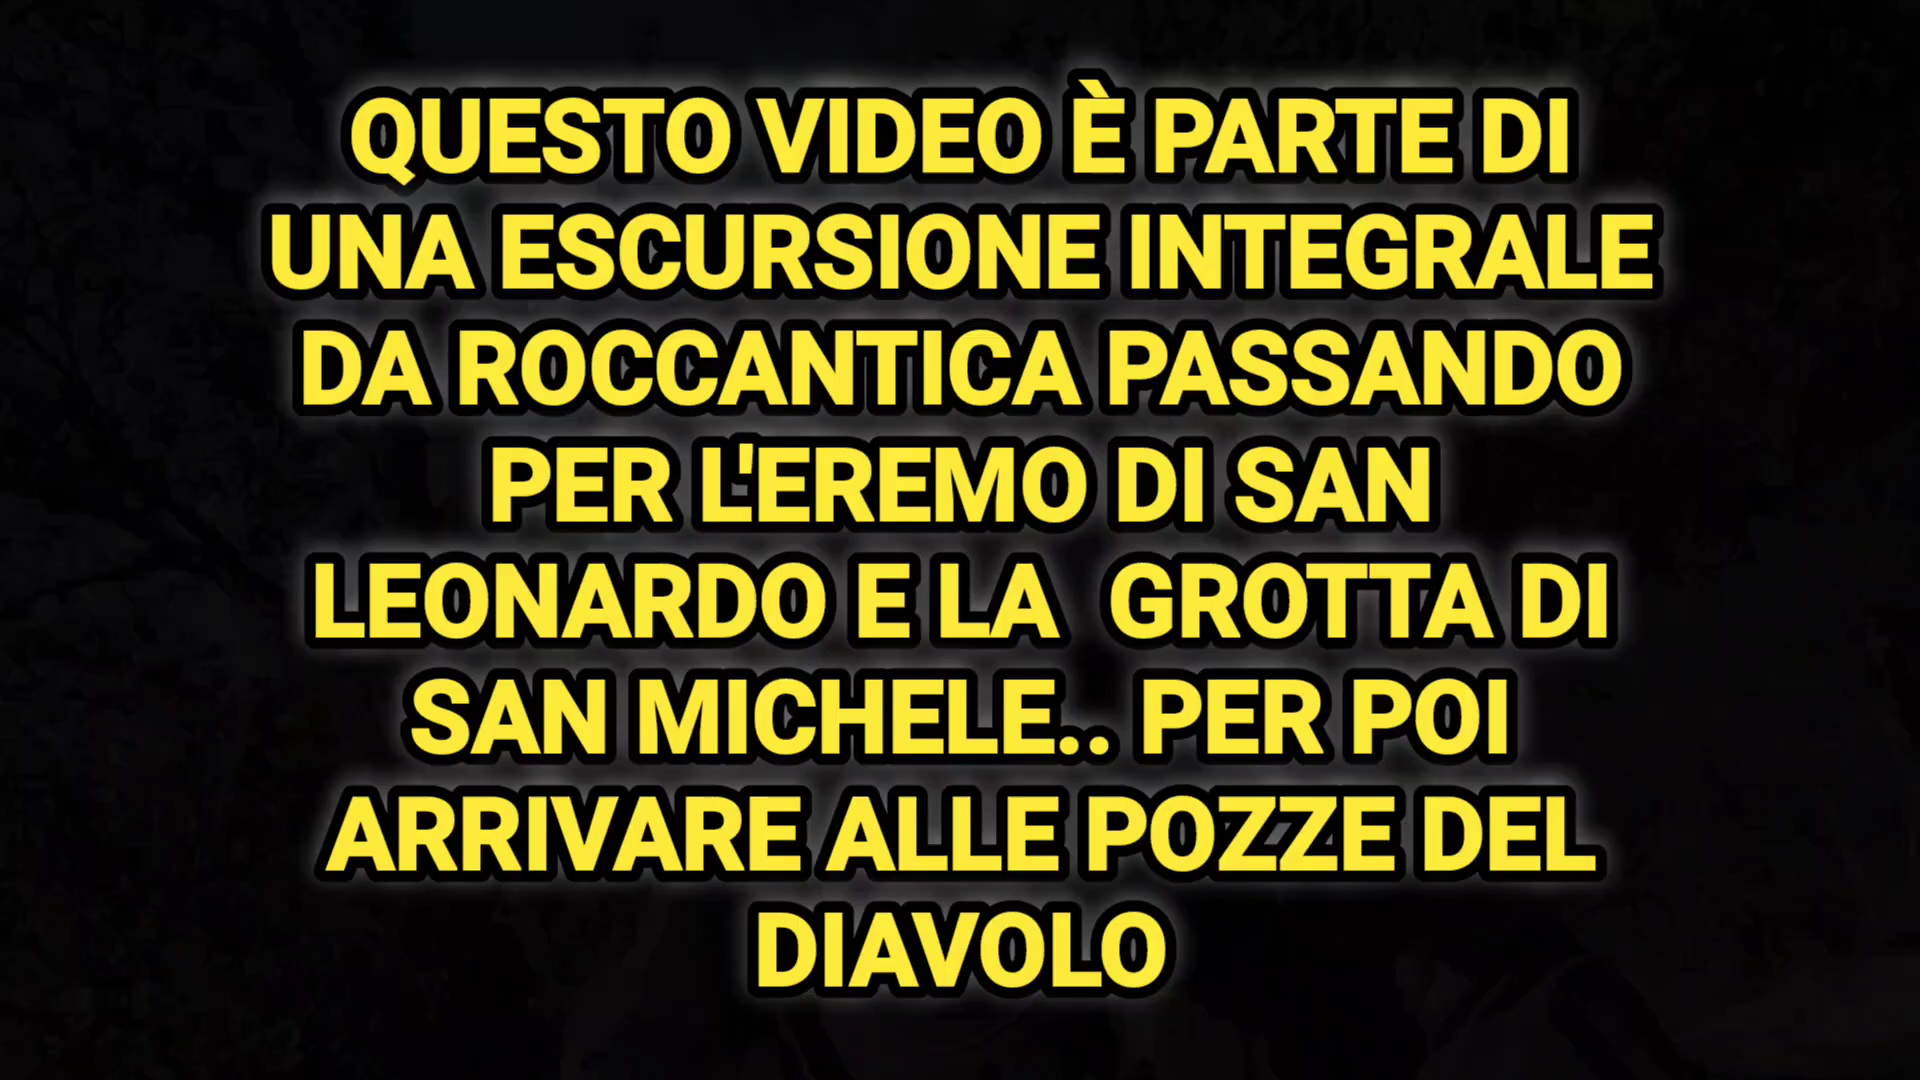 QUESTO VIDEO È PARTE DI
UNA ESCURSIONE INTEGRALE
DA ROCCANTICA PASSANDO
PER L'EREMO DI SAN
LEONARDO E LA  GROTTA DI
SAN MICHELE.. PER POI
ARRIVARE ALLE POZZE DEL
DIAVOLO